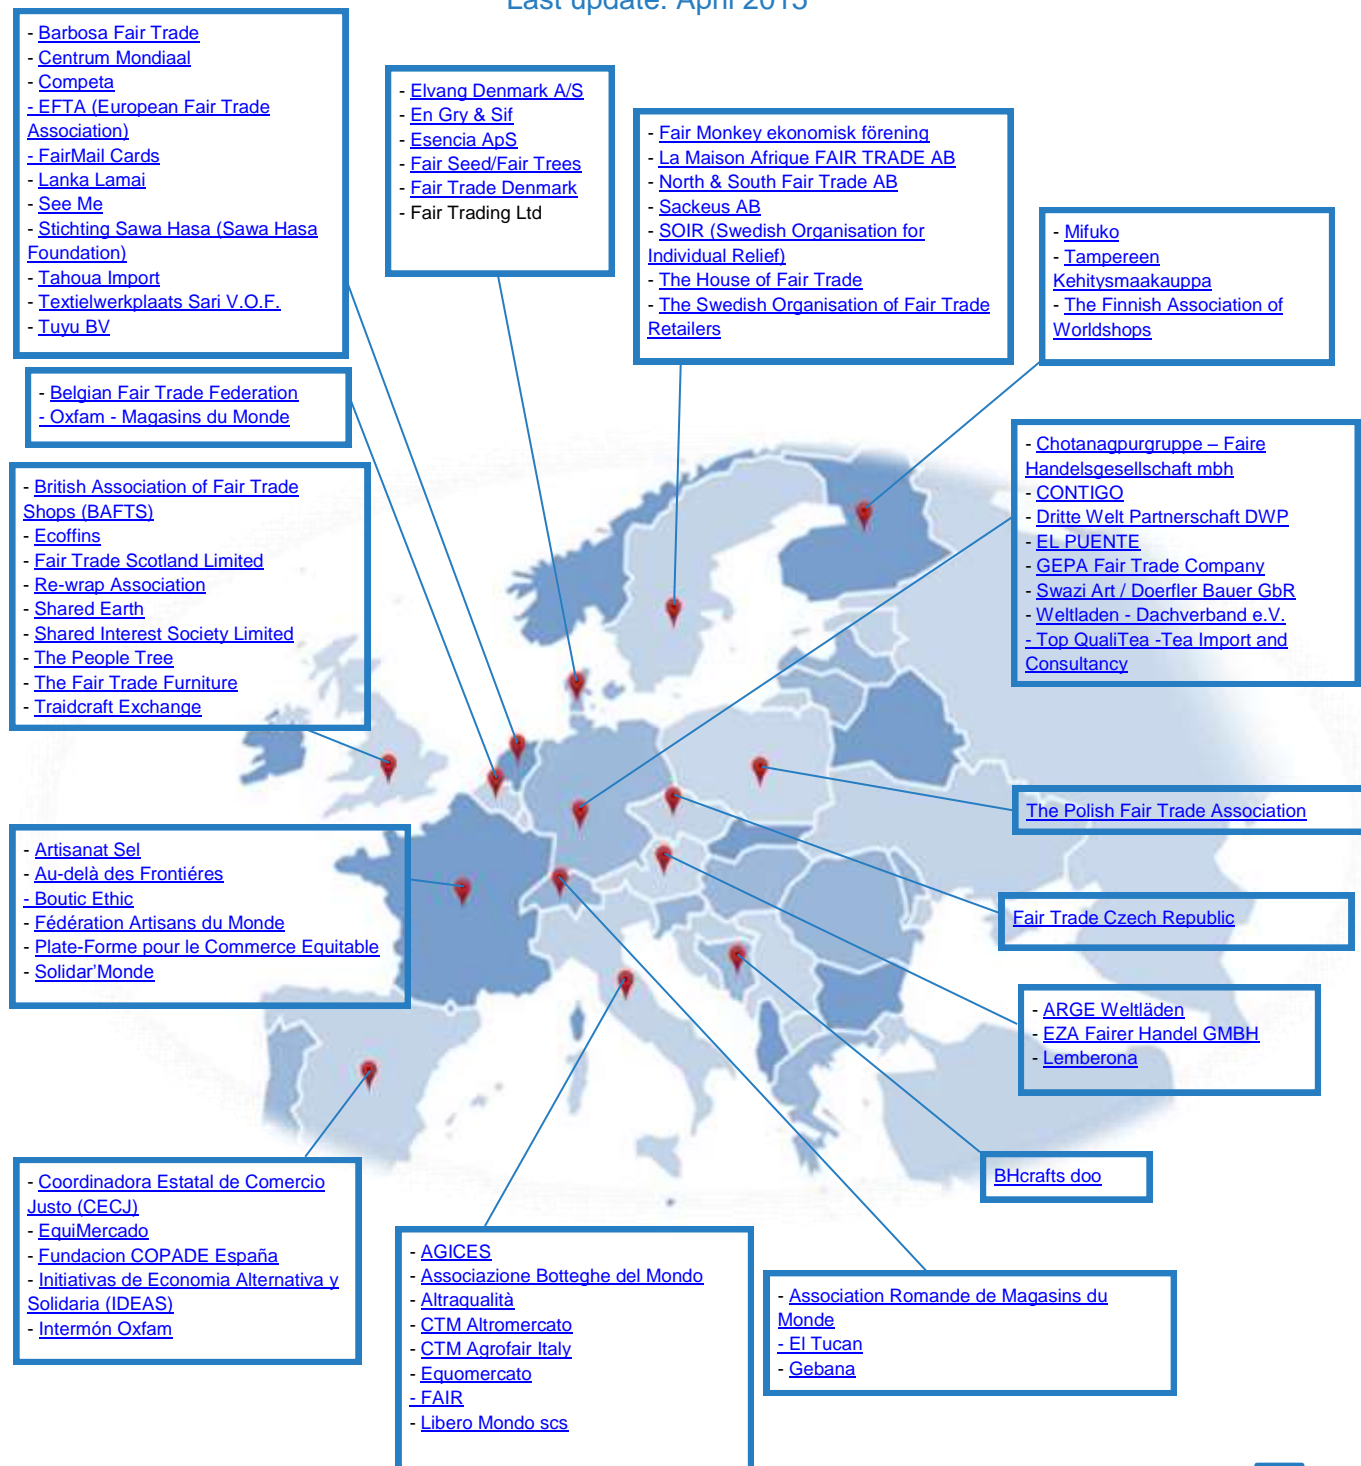 Last update: April 2015
- Barbosa Fair Trade
- Centrum Mondiaal
- Competa
- EFTA (European Fair Trade
Association)
- FairMail Cards
- Lanka Lamai
- See Me
- Stichting Sawa Hasa (Sawa Hasa
Foundation)
- Tahoua Import
- Textielwerkplaats Sari V.O.F.
- Tuyu BV
- Elvang Denmark A/S
- En Gry & Sif
- Esencia ApS
- Fair Seed/Fair Trees
- Fair Trade Denmark
- Fair Trading Ltd
- Fair Monkey ekonomisk förening
- La Maison Afrique FAIR TRADE AB
- North & South Fair Trade AB
- Sackeus AB
- SOIR (Swedish Organisation for
Individual Relief)
- The House of Fair Trade
- The Swedish Organisation of Fair Trade
Retailers
- Mifuko
- Tampereen
Kehitysmaakauppa
- The Finnish Association of
Worldshops
- Belgian Fair Trade Federation
- Oxfam - Magasins du Monde
- Chotanagpurgruppe – Faire
Handelsgesellschaft mbh
- CONTIGO
- Dritte Welt Partnerschaft DWP
- EL PUENTE
- GEPA Fair Trade Company
- Swazi Art / Doerfler Bauer GbR
- Weltladen - Dachverband e.V.
- Top QualiTea -Tea Import and
Consultancy
- British Association of Fair Trade
Shops (BAFTS)
- Ecoffins
- Fair Trade Scotland Limited
- Re-wrap Association
- Shared Earth
- Shared Interest Society Limited
- The People Tree
- The Fair Trade Furniture
- Traidcraft Exchange
The Polish Fair Trade Association
- Artisanat Sel
- Au-delà des Frontiéres
- Boutic Ethic
- Fédération Artisans du Monde
- Plate-Forme pour le Commerce Equitable
- Solidar’Monde
Fair Trade Czech Republic
- ARGE Weltläden
- EZA Fairer Handel GMBH
- Lemberona
BHcrafts doo
- Coordinadora Estatal de Comercio
Justo (CECJ)
- EquiMercado
- Fundacion COPADE España
- Initiativas de Economia Alternativa y
Solidaria (IDEAS)
- Intermón Oxfam
- AGICES
- Associazione Botteghe del Mondo
- Altraqualità
- CTM Altromercato
- CTM Agrofair Italy
- Equomercato
- FAIR
- Libero Mondo scs
- Association Romande de Magasins du
Monde
- El Tucan
- Gebana